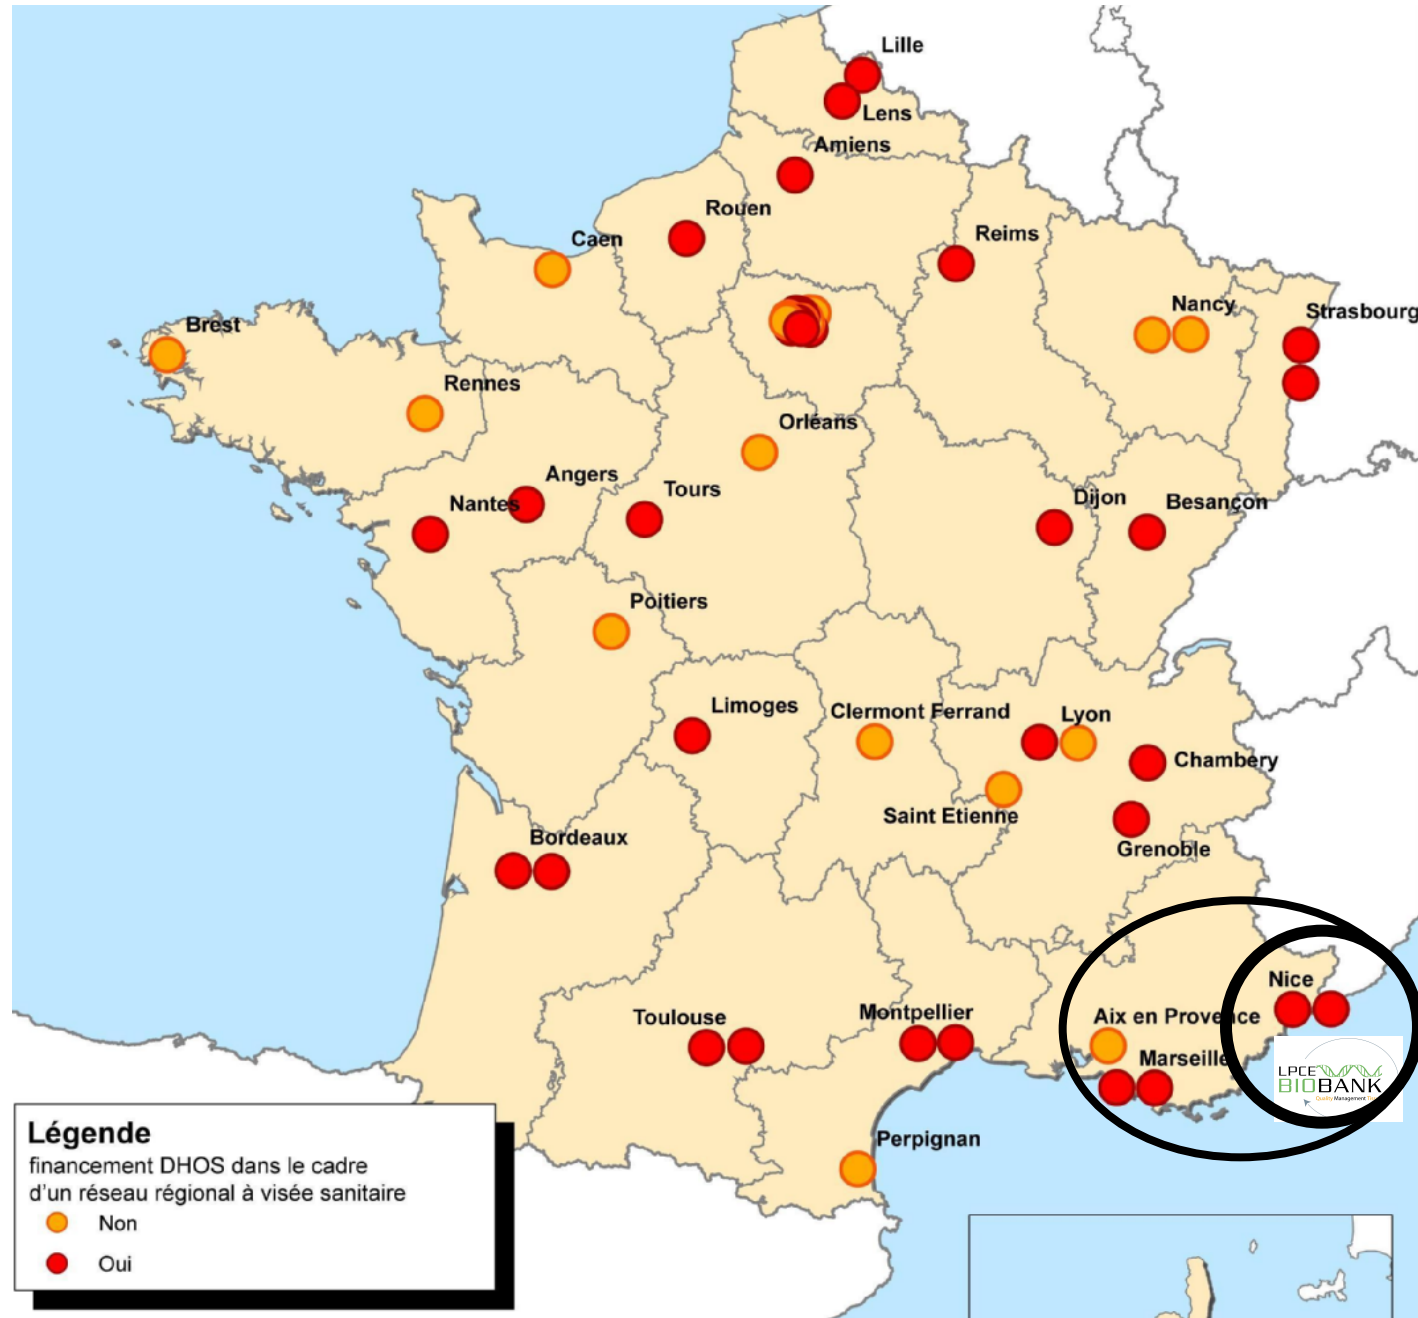 Lille
Lens
Amiens
Rouen
Reims
Caen
Nancy
Strasbourg
Brest
Rennes
Orléans
Angers
Tours
Nantes
Dijon
Besançon
Poitiers
Limoges
Clermont Ferrand
Lyon
Chambery
Saint Etienne
Grenoble
Bordeaux
Nice
Toulouse
Montpellier
Aix en Provence
Marseille
LPCE
BIOBANK
Quality Management
Perpignan
Légende
financement DHOS dans le cadre
d'un réseau régional à visée sanitaire
Non
Oui